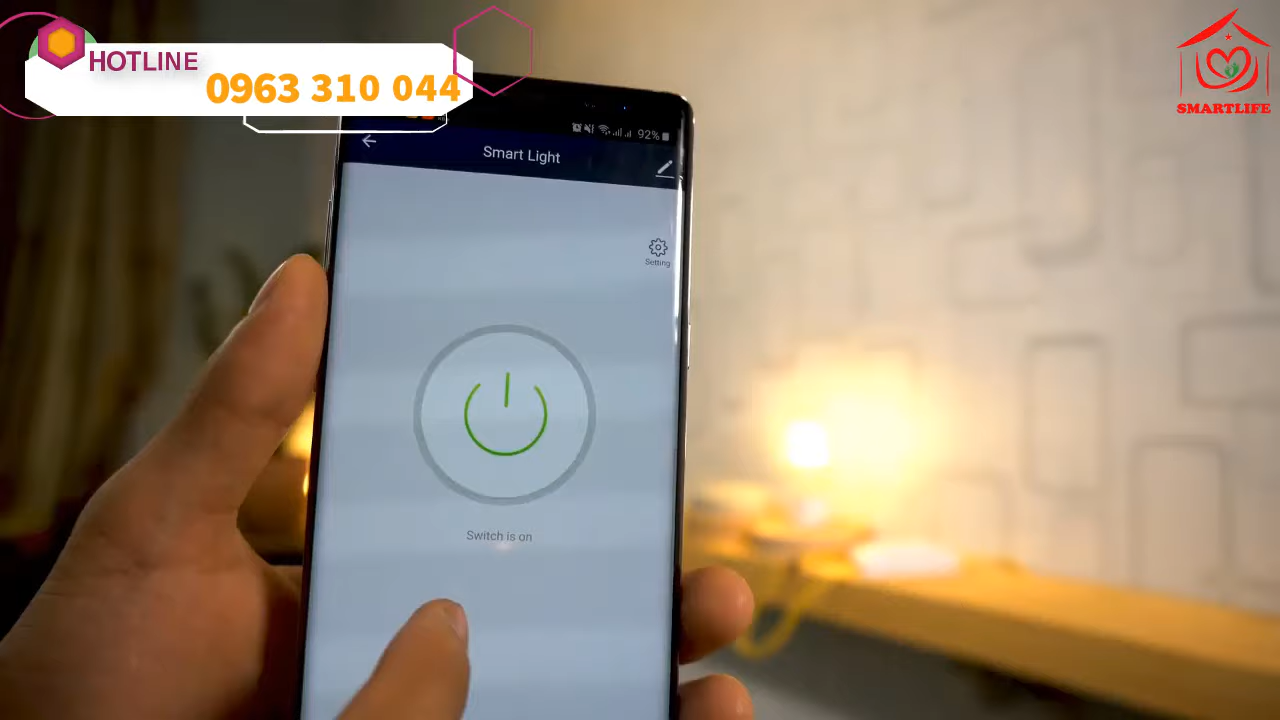 HOTLINE
0963 310 044
SMARTLIFE
92%
Smart Light
Setting
Switch is on